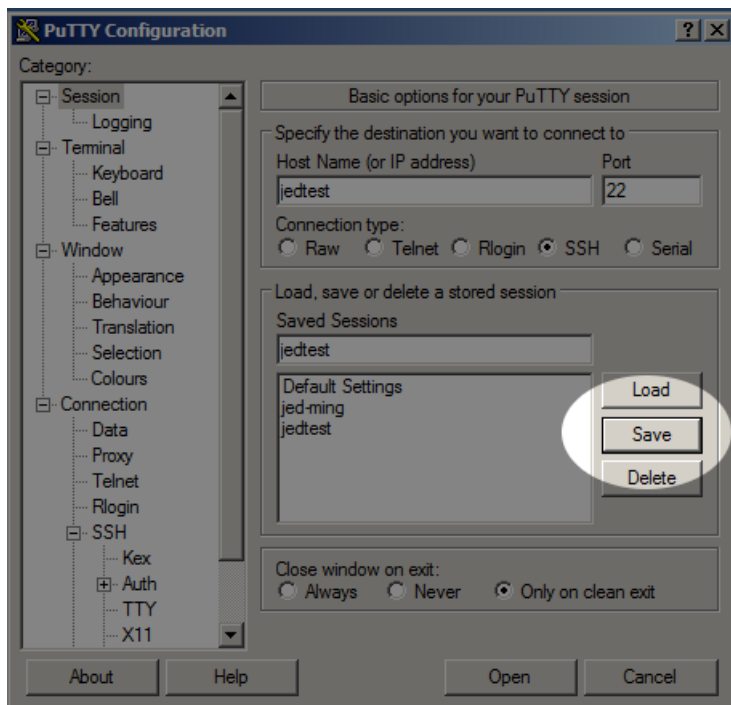 PuTTY Configuration
?
Category:
Session
Logging
Terminal
Keyboard
Bell
Features
Window
Appearance
Behaviour
Translation
Selection
Colours
Connection
Data
Proxy
Telnet
Rlogin
SSH
Kex
Auth
TTY
X11
Basic options for your PuTTY session
Specify the destination you want to connect to
Host Name (or IP address) Port
jedtest 22
Connection type:
Raw Telnet Rlogin SSH Serial
Load, save or delete a stored session
Saved Sessions
jedtest
Default Settings
jed-ming
jedtest
Load
Save
Delete
Close window on exit:
Always Never Only on clean exit
About Help Open Cancel